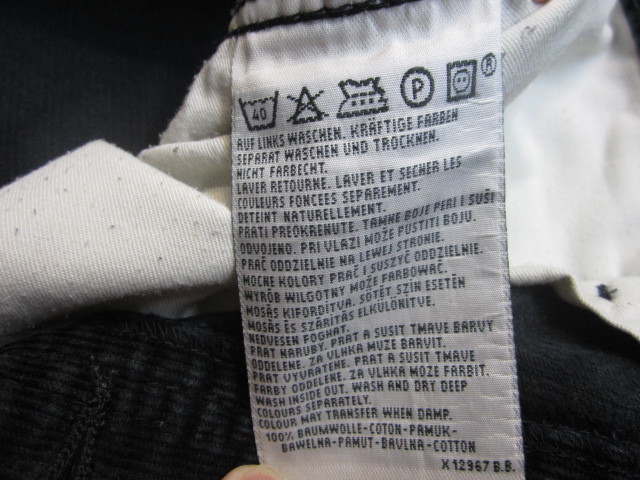 40 P ®
AUF LINKS WASCHEN. KRÄFTIGE FARBEN
SEPARAT WASCHEN UND TROCKNEN.
NICHT FARBECHT.
LAVER RETOURNE. LAVER ET SECHER LES
COULEURS FONCEES SEPAREMENT.
DETEINT NATURELLEMENT.
PRATI PREOKRENUTE. TAMNE BOJE PERI I SUŠI
ODVOJENO. PRI VLAZI MOŽE PUSTITI BOJU.
PRAĆ ODDZIELNIE NA LEWEJ STRONIE.
MOCNE KOLORY PRAĆ I SUSZYĆ ODDZIELNIE.
WYRÓB WILGOTNY MOŻE FARBOWAĆ.
MOSÁS KIFORDÍTVA. SÖTÉT SZÍN ESETÉN
MOSÁS ÉS SZÁRÍTÁS ELKÜLÖNÍTVE.
NEDVESEN FOGHAT.
PRAT NARUBY. PRAT A SUSIT TMAVE BARVY
ODDELENE. ZA VLHKA MUZE BARVIT.
PRAT VYVRATENE. PRAT A SUSIT TMAVE
FARBY ODDELENE. ZA VLHKA MOŽE FARBIT.
WASH INSIDE OUT. WASH AND DRY DEEP
COLOURS SEPARATELY.
COLOUR MAY TRANSFER WHEN DAMP.
100% BAUMWOLLE-COTON-PAMUK-
BAWEŁNA-PAMUT-BAVLNA-COTTON
X12967 B.B.